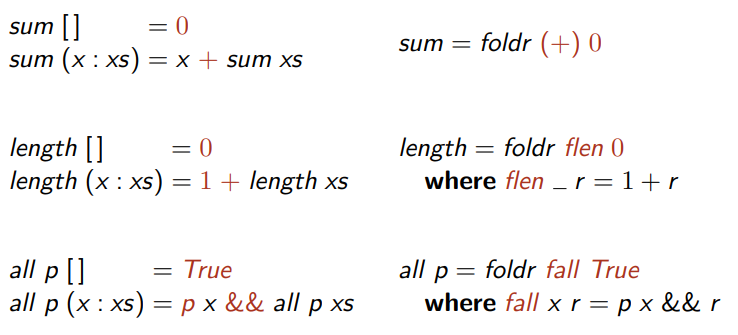 sum [] = 0
sum (x : xs) = x + sum xs
sum = foldr (+) 0
length [] = 0
length (x : xs) = 1 + length xs
length = foldr flen 0
where flen _ r = 1 + r
all p [] = True
all p (x : xs) = p x && all p xs
all p = foldr fall True
where fall x r = p x && r